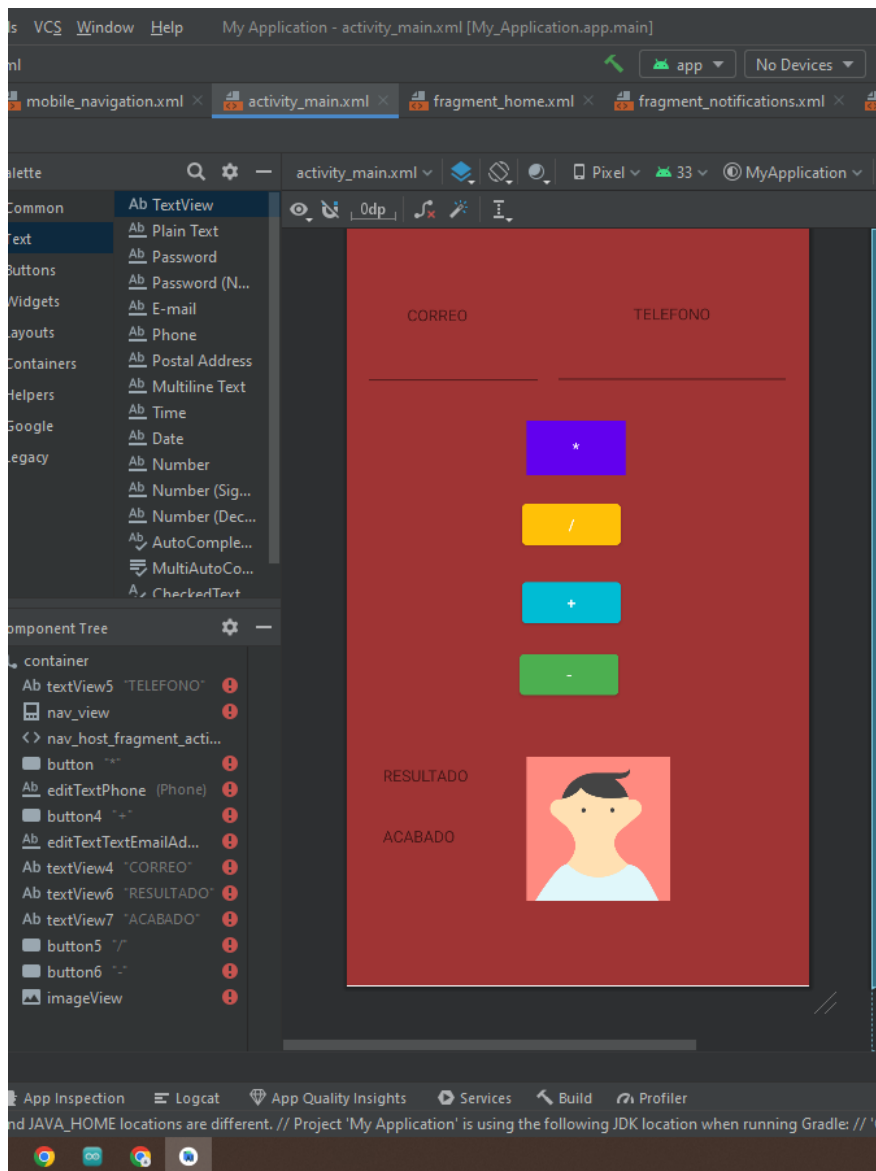 ls VCS Window Help My Application - activity_main.xml [My_Application.app.main]
ml
app No Devices
mobile_navigation.xml activity_main.xml fragment_home.xml fragment_notifications.xml
alette
activity_main.xml Pixel 33 MyApplication
0dp
Common
Text
Buttons
Widgets
Layouts
Containers
Helpers
Google
Legacy
Ab TextView
Ab Plain Text
Ab Password
Ab Password (N...
Ab E-mail
Ab Phone
Ab Postal Address
Ab Multiline Text
Ab Time
Ab Date
Ab Number
Ab Number (Sig...
Ab Number (Dec...
Ab AutoComple...
MultiAutoCo...
A CheckedText
CORREO TELEFONO
*
/
+
-
RESULTADO
ACABADO
omponent Tree
container
Ab textView5 "TELEFONO"
nav_view
<> nav_host_fragment_acti...
button "*"
Ab editTextPhone (Phone)
button4 "+"
Ab editTextTextEmailAd...
Ab textView4 "CORREO"
Ab textView6 "RESULTADO"
Ab textView7 "ACABADO"
button5 "/"
button6 "-"
imageView
App Inspection Logcat App Quality Insights Services Build Profiler
nd JAVA_HOME locations are different. // Project 'My Application' is using the following JDK location when running Gradle: // '